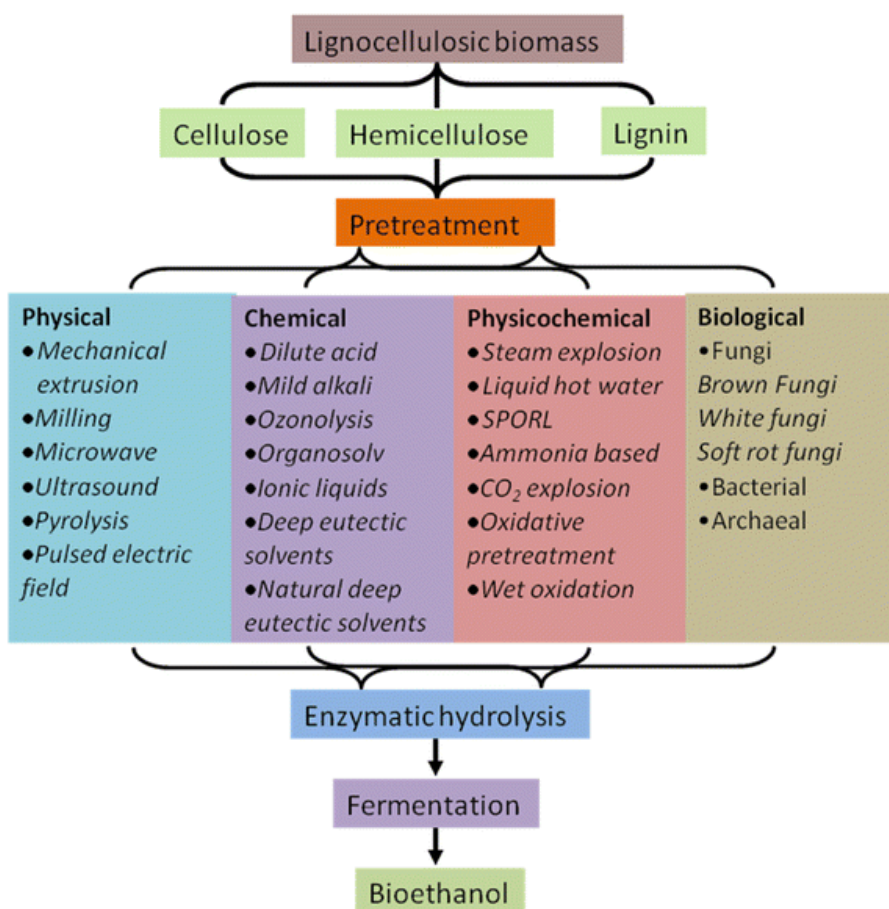 Lignocellulosic biomass
Cellulose
Hemicellulose
Lignin
Pretreatment
Physical
●Mechanical
extrusion
●Milling
●Microwave
●Ultrasound
●Pyrolysis
●Pulsed electric
field
Chemical
●Dilute acid
●Mild alkali
●Ozonolysis
●Organosolv
●Ionic liquids
●Deep eutectic
solvents
●Natural deep
eutectic solvents
Physicochemical
●Steam explosion
●Liquid hot water
●SPORL
●Ammonia based
●CO₂ explosion
●Oxidative
pretreatment
●Wet oxidation
Biological
•Fungi
Brown Fungi
White fungi
Soft rot fungi
•Bacterial
•Archaeal
Enzymatic hydrolysis
Fermentation
Bioethanol